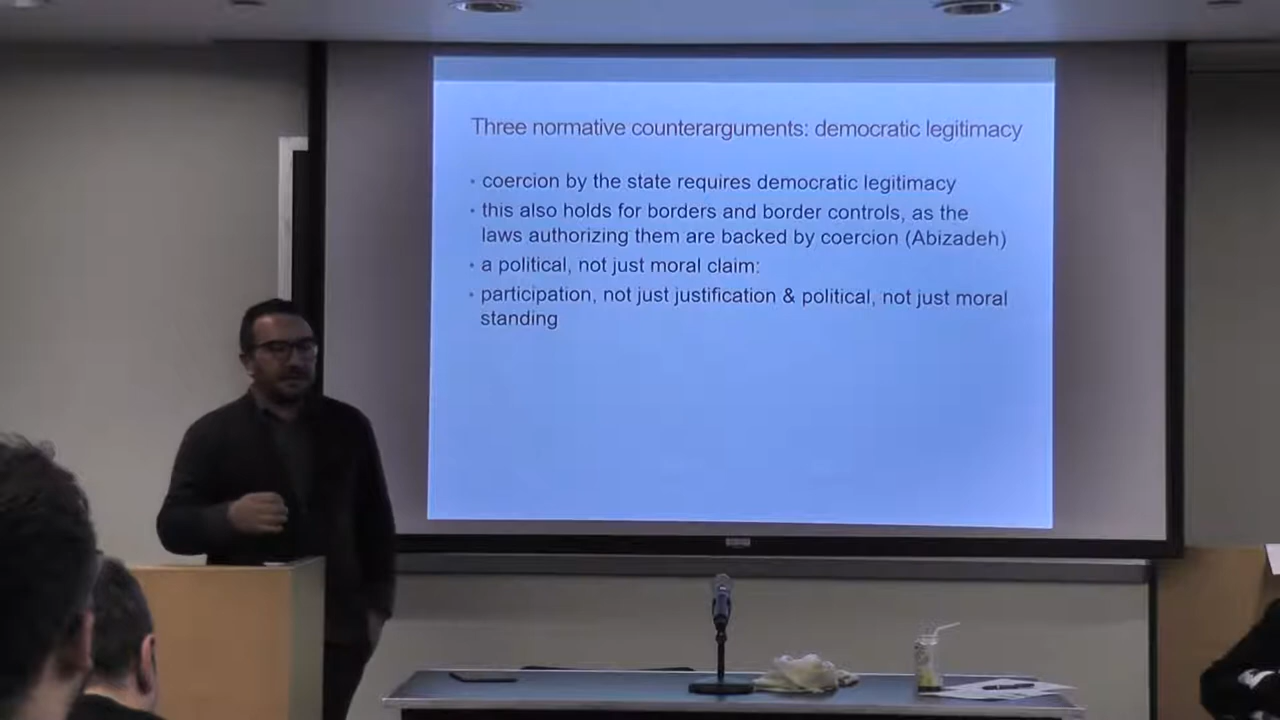 Three normative counterarguments: democratic legitimacy
· coercion by the state requires democratic legitimacy
· this also holds for borders and border controls, as the
laws authorizing them are backed by coercion (Abizadeh)
· a political, not just moral claim:
· participation, not just justification & political, not just moral
standing